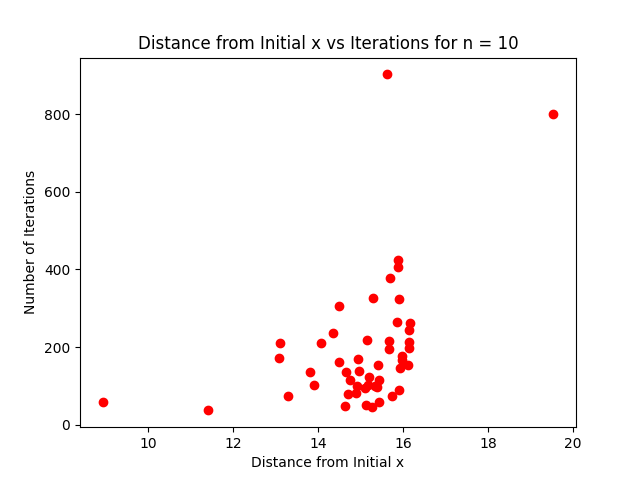 Distance from Initial x vs Iterations for n = 10
Number of Iterations
800
600
400
200
0
10 12 14 16 18 20
Distance from Initial x